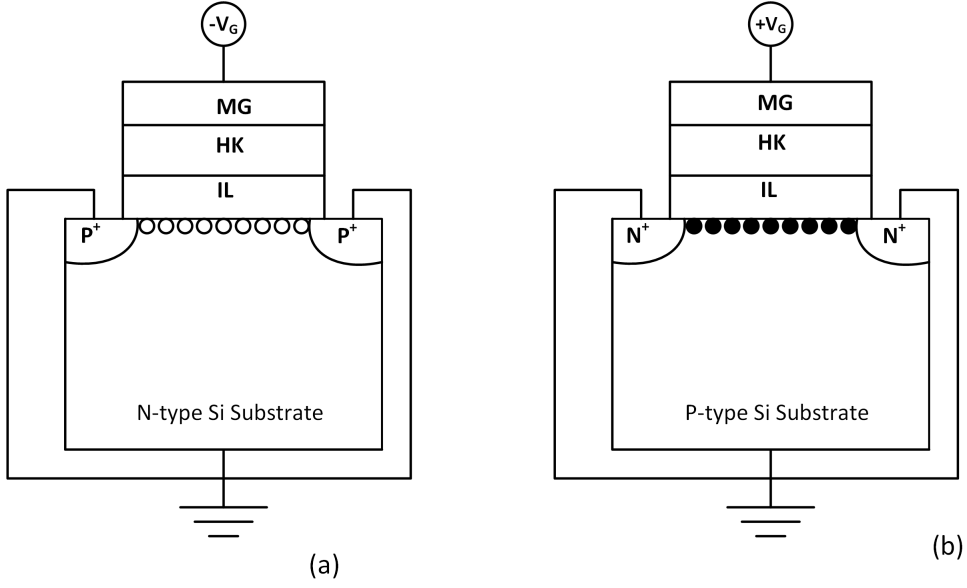 -VG
MG
HK
IL
P+
P+
N-type Si Substrate
(a)
+VG
MG
HK
IL
N+
N+
P-type Si Substrate
(b)